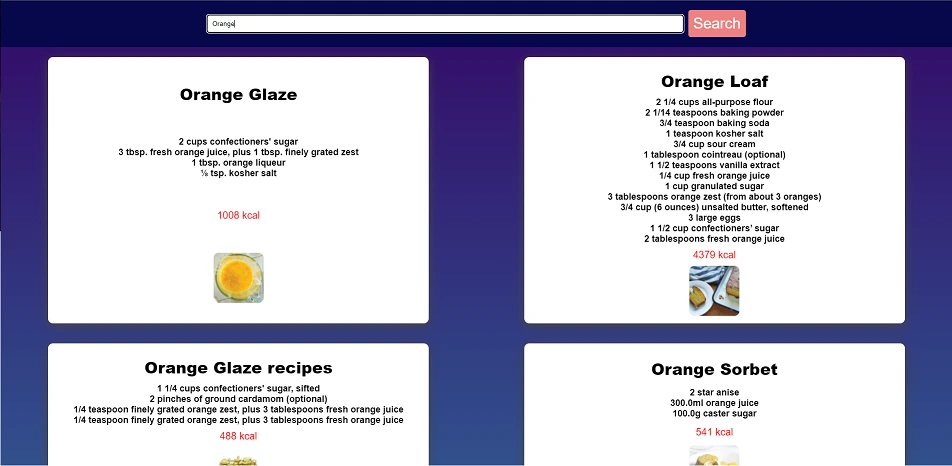 Orange
Search
Orange Glaze
2 cups confectioners' sugar
3 tbsp. fresh orange juice, plus 1 tbsp. finely grated zest
1 tbsp. orange liqueur
⅛ tsp. kosher salt
1008 kcal
Orange Loaf
2 1/4 cups all-purpose flour
2 1/14 teaspoons baking powder
3/4 teaspoon baking soda
1 teaspoon kosher salt
3/4 cup sour cream
1 tablespoon cointreau (optional)
1 1/2 teaspoons vanilla extract
1/4 cup fresh orange juice
1 cup granulated sugar
3 tablespoons orange zest (from about 3 oranges)
3/4 cup (6 ounces) unsalted butter, softened
3 large eggs
1 1/2 cup confectioners' sugar
2 tablespoons fresh orange juice
4379 kcal
Orange Glaze recipes
1 1/4 cups confectioners' sugar, sifted
2 pinches of ground cardamom (optional)
1/4 teaspoon finely grated orange zest, plus 3 tablespoons fresh orange juice
1/4 teaspoon finely grated orange zest, plus 3 tablespoons fresh orange juice
488 kcal
Orange Sorbet
2 star anise
300.0ml orange juice
100.0g caster sugar
541 kcal